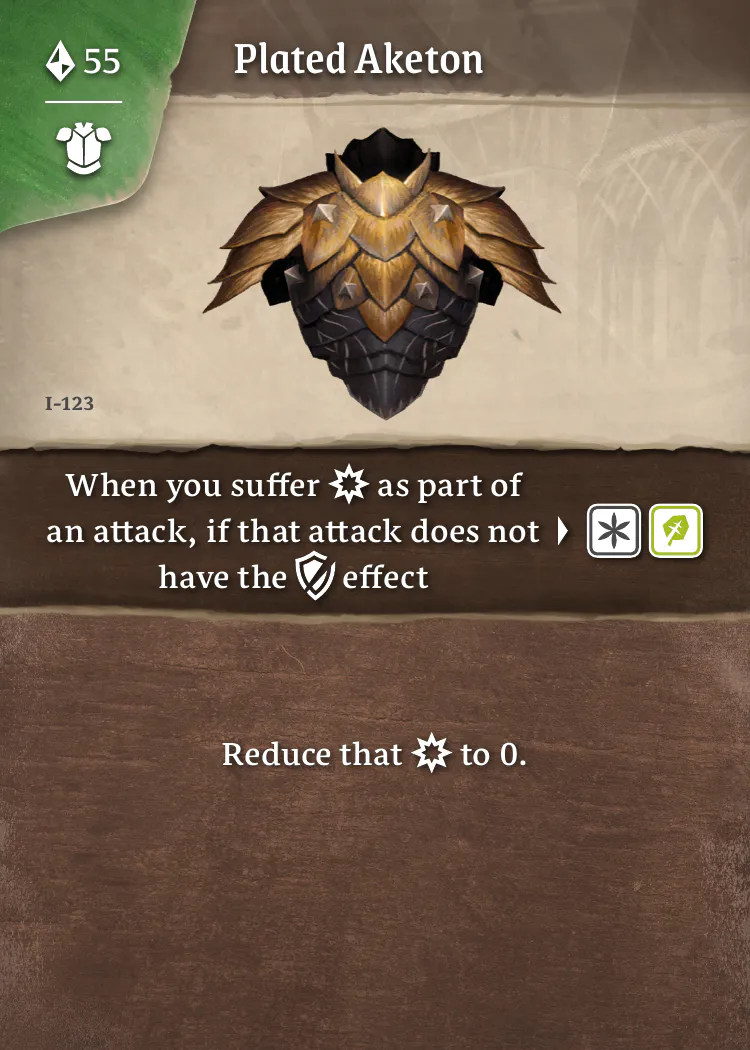 55
Plated Aketon
I-123
When you suffer as part of
an attack, if that attack does not
have the effect
Reduce that to 0.